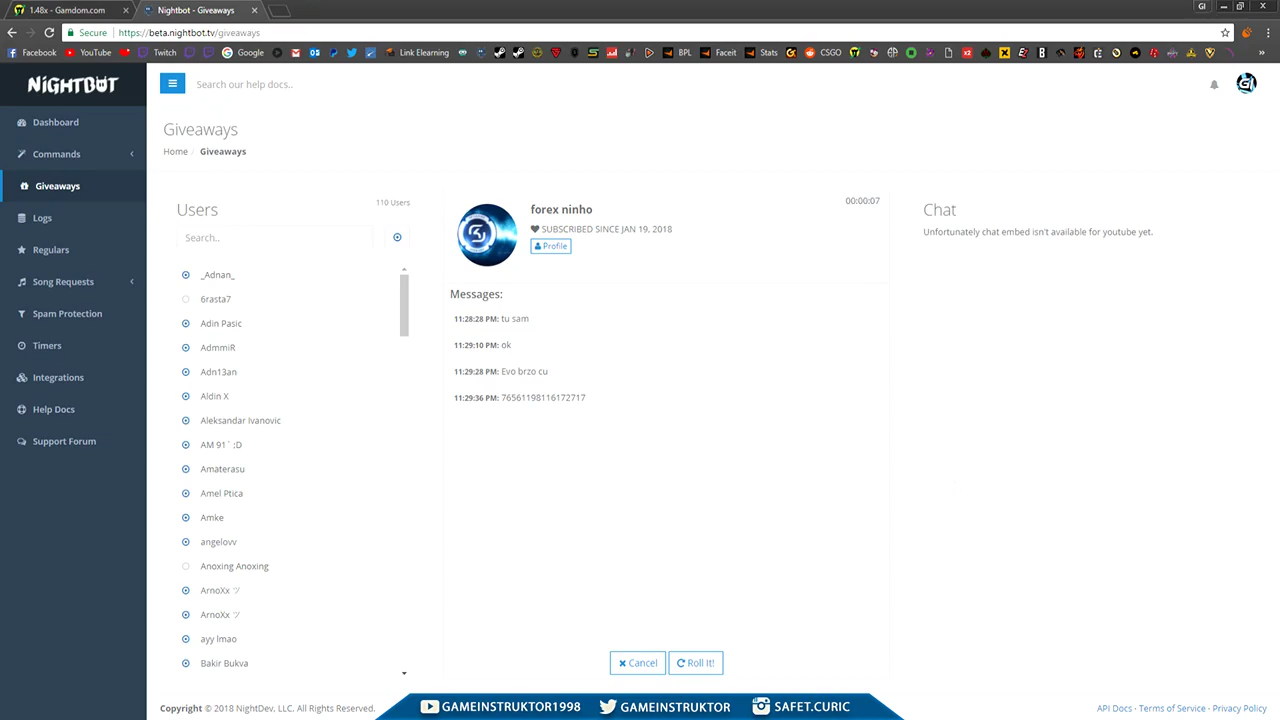 1.48x - Gamdom.com
Nightbot - Giveaways
GI
Secure
https://beta.nightbot.tv/giveaways
Facebook
YouTube
Twitch
Google
Link Elearning
BPL
Faceit
Stats
CSGO
NIGHTBOT
Search our help docs..
Dashboard
Commands
Giveaways
Logs
Regulars
Song Requests
Spam Protection
Timers
Integrations
Help Docs
Support Forum
Giveaways
Home / Giveaways
Users
110 Users
Search..
_Adnan_
6rasta7
Adin Pasic
AdmmiR
Adn13an
Aldin X
Aleksandar Ivanovic
AM 91` :D
Amaterasu
Amel Ptica
Amke
angelovv
Anoxing Anoxing
ArnoXx ツ
ArnoXx ツ
ayy lmao
Bakir Bukva
forex ninho
00:00:07
SUBSCRIBED SINCE JAN 19, 2018
Profile
Messages:
11:28:28 PM: tu sam
11:29:10 PM: ok
11:29:28 PM: Evo brzo cu
11:29:36 PM: 76561198116172717
Cancel
Roll It!
Chat
Unfortunately chat embed isn't available for youtube yet.
Copyright © 2018 NightDev, LLC. All Rights Reserved.
GAMEINSTRUKTOR1998
GAMEINSTRUKTOR
SAFET.CURIC
API Docs - Terms of Service - Privacy Policy